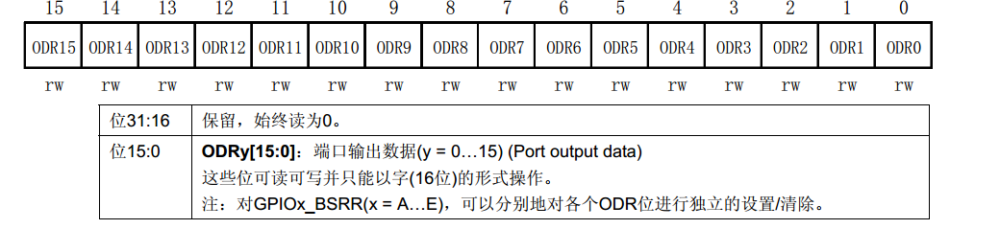 15 14 13 12 11 10 9 8 7 6 5 4 3 2 1 0
ODR15 ODR14 ODR13 ODR12 ODR11 ODR10 ODR9 ODR8 ODR7 ODR6 ODR5 ODR4 ODR3 ODR2 ODR1 ODR0
rw rw rw rw rw rw rw rw rw rw rw rw rw rw rw rw
位31:16 保留，始终读为0。
位15:0 ODRy[15:0]：端口输出数据(y = 0…15) (Port output data)
这些位可读可写并只能以字(16位)的形式操作。
注：对GPIOx_BSRR(x = A…E)，可以分别地对各个ODR位进行独立的设置/清除。